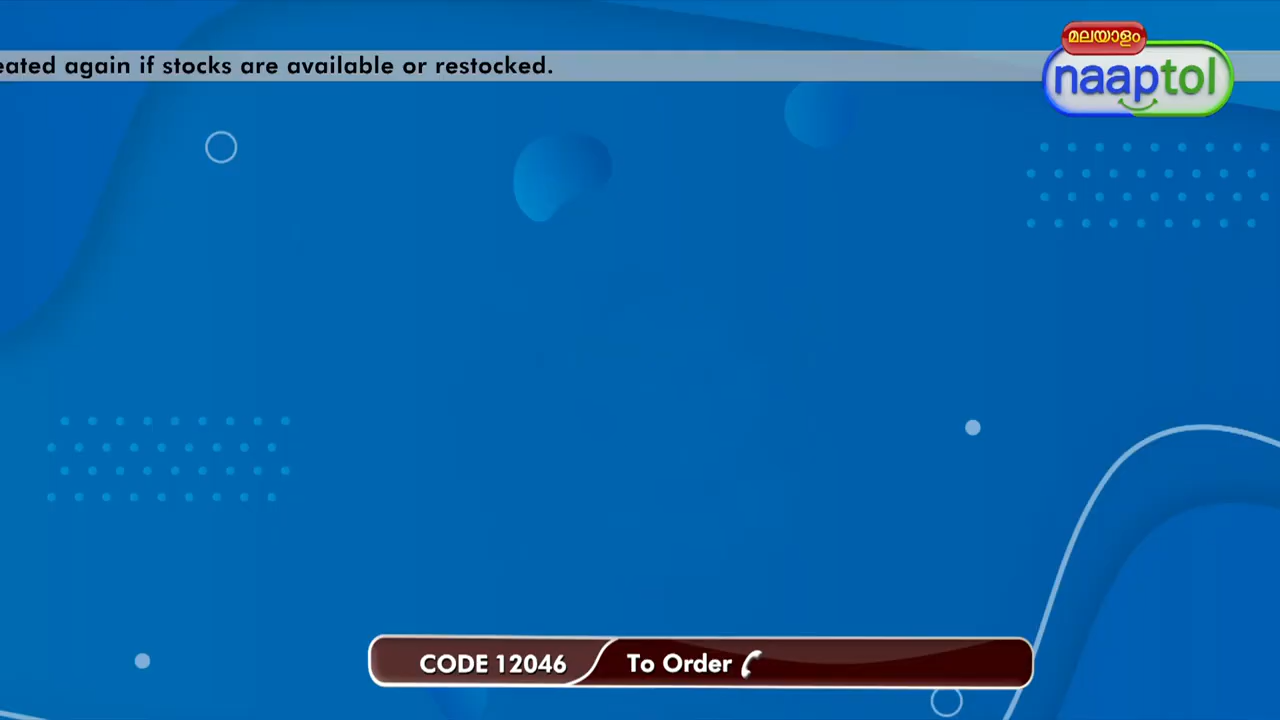 മലയാളം
eated again if stocks are available or restocked.
naaptol
CODE 12046 To Order